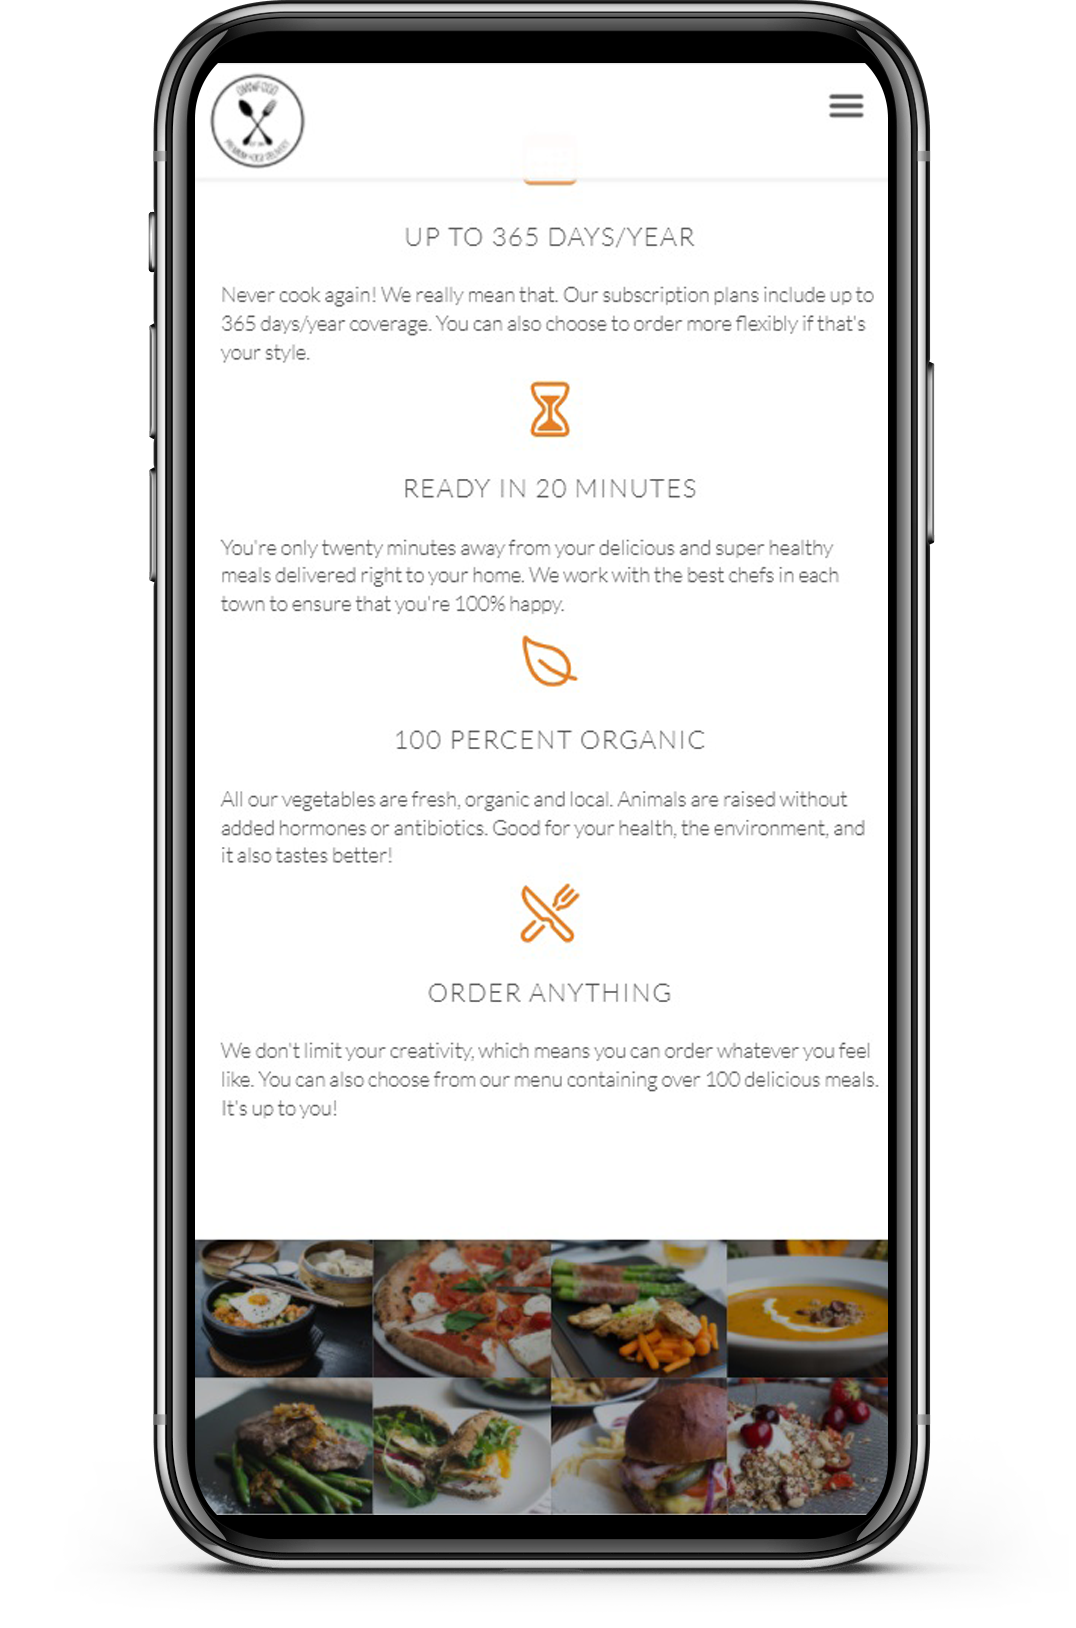 OMNIFOOD
PREMIUM FOOD DELIVERY
UP TO 365 DAYS/YEAR
Never cook again! We really mean that. Our subscription plans include up to
365 days/year coverage. You can also choose to order more flexibly if that's
your style.
READY IN 20 MINUTES
You're only twenty minutes away from your delicious and super healthy
meals delivered right to your home. We work with the best chefs in each
town to ensure that you're 100% happy.
100 PERCENT ORGANIC
All our vegetables are fresh, organic and local. Animals are raised without
added hormones or antibiotics. Good for your health, the environment, and
it also tastes better!
ORDER ANYTHING
We don't limit your creativity, which means you can order whatever you feel
like. You can also choose from our menu containing over 100 delicious meals.
It's up to you!